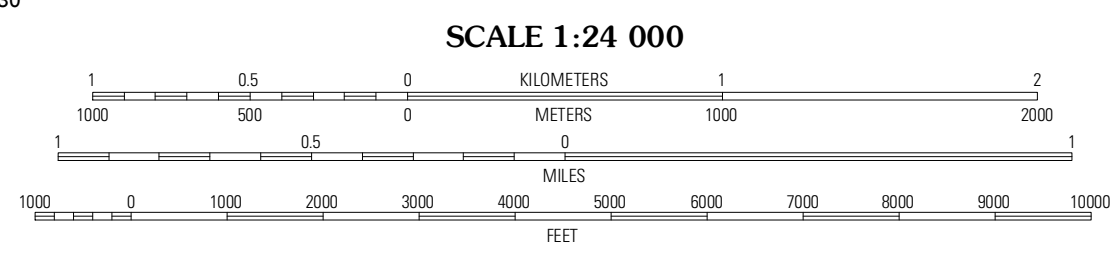 30
SCALE 1:24 000
1 0.5 0 KILOMETERS 1 2
1000 500 0 METERS 1000 2000
1 0.5 0 1
MILES
1000 0 1000 2000 3000 4000 5000 6000 7000 8000 9000 10000
FEET